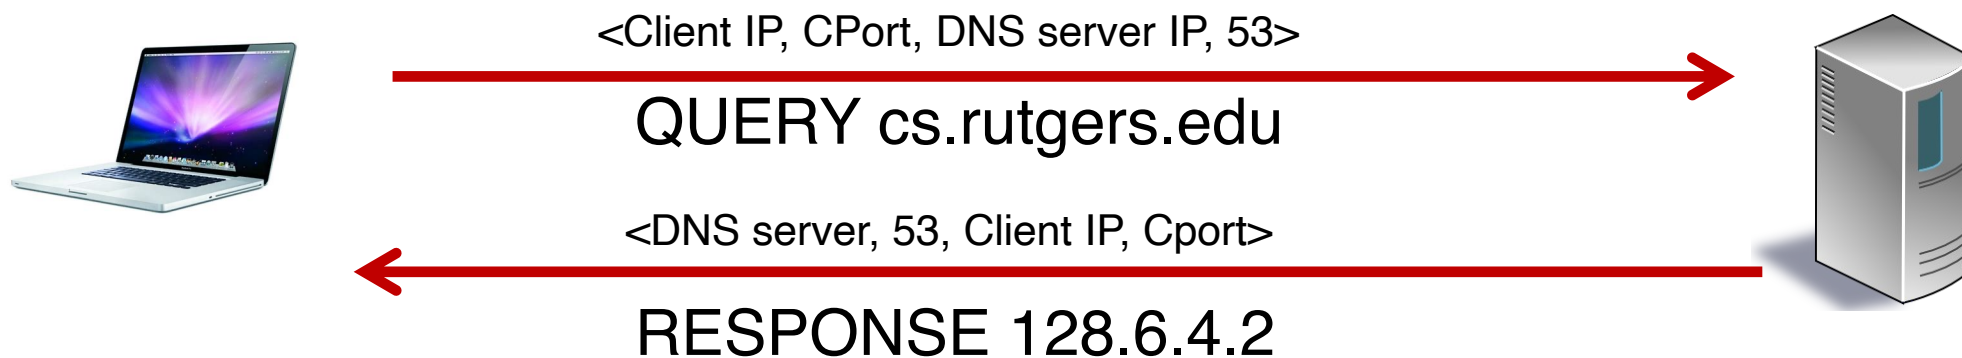 <Client IP, CPort, DNS server IP, 53>
QUERY cs.rutgers.edu
<DNS server, 53, Client IP, Cport>
RESPONSE 128.6.4.2